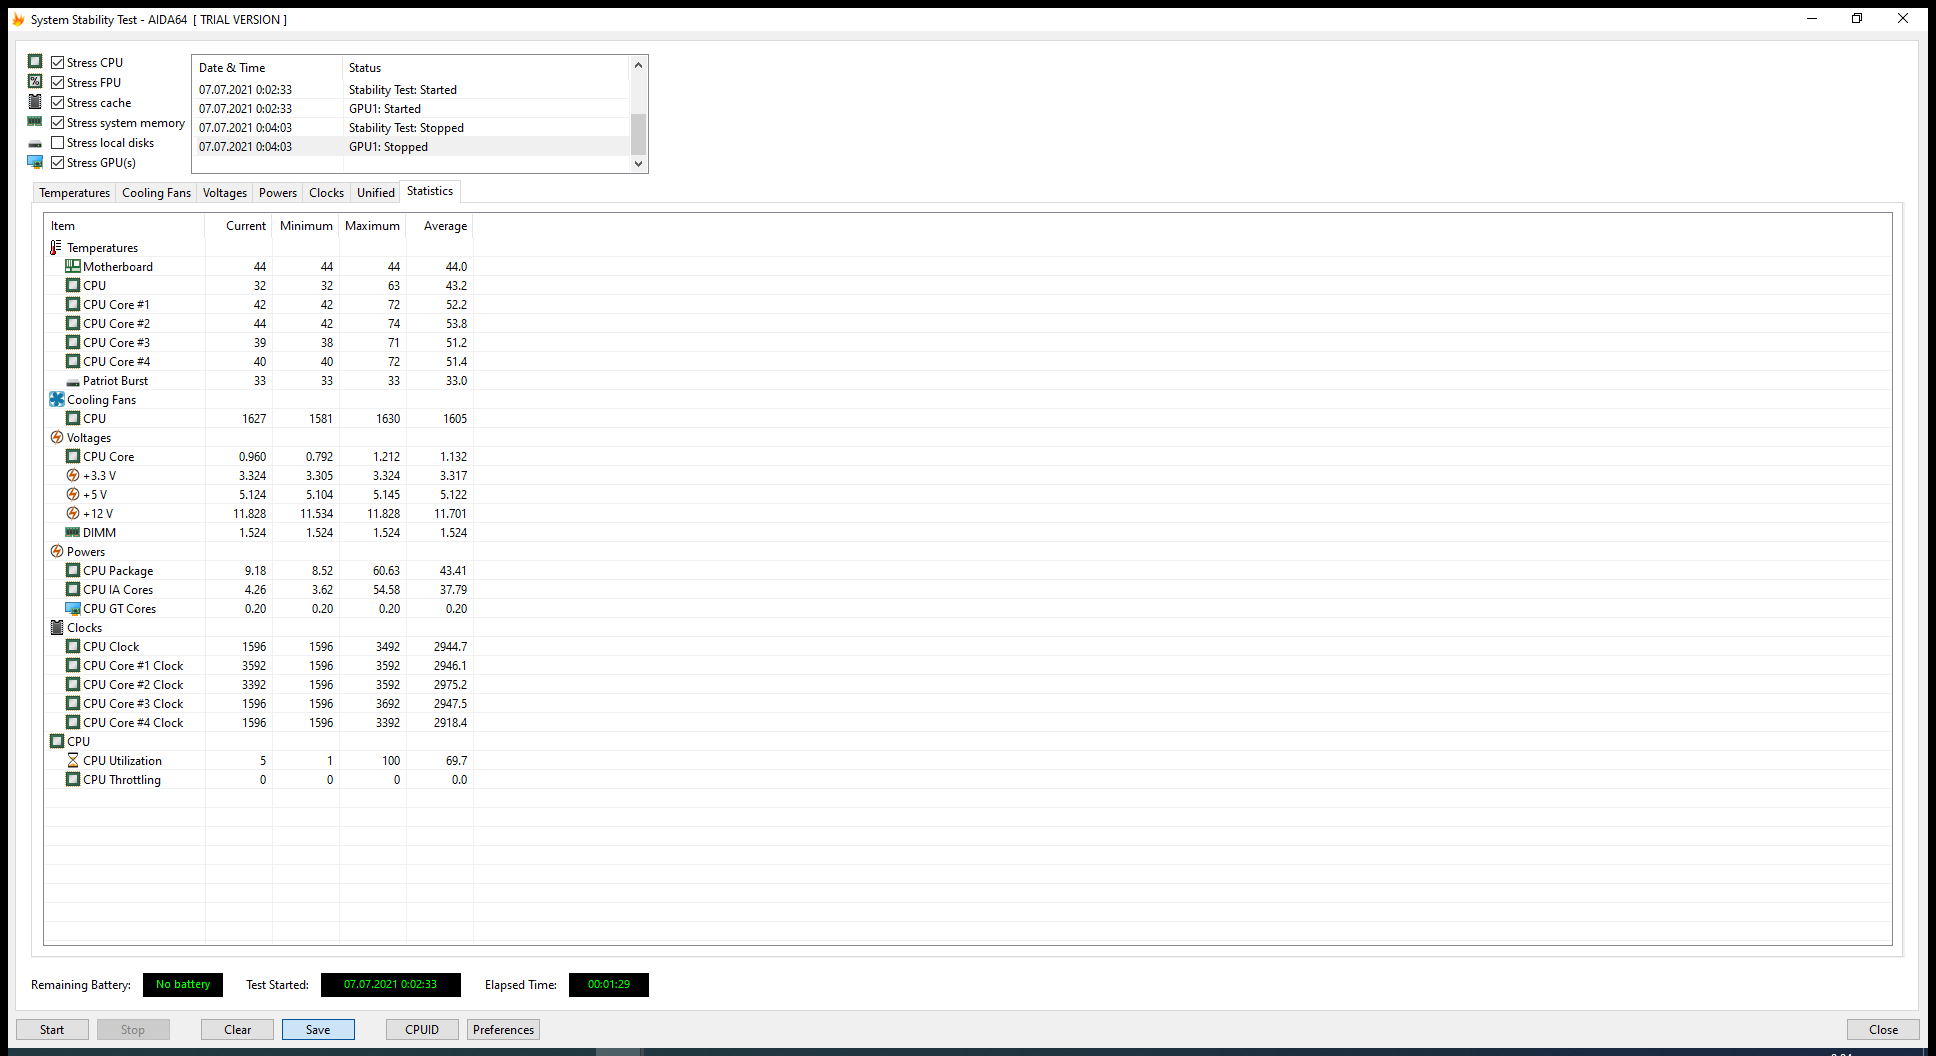 System Stability Test - AIDA64 [ TRIAL VERSION ]
Stress CPU
Stress FPU
Stress cache
Stress system memory
Stress local disks
Stress GPU(s)
Date & Time Status
07.07.2021 0:02:33 Stability Test: Started
07.07.2021 0:02:33 GPU1: Started
07.07.2021 0:04:03 Stability Test: Stopped
07.07.2021 0:04:03 GPU1: Stopped
Temperatures Cooling Fans Voltages Powers Clocks Unified Statistics
Item Current Minimum Maximum Average
Temperatures
Motherboard 44 44 44 44.0
CPU 32 32 63 43.2
CPU Core #1 42 42 72 52.2
CPU Core #2 44 42 74 53.8
CPU Core #3 39 38 71 51.2
CPU Core #4 40 40 72 51.4
Patriot Burst 33 33 33 33.0
Cooling Fans
CPU 1627 1581 1630 1605
Voltages
CPU Core 0.960 0.792 1.212 1.132
+3.3 V 3.324 3.305 3.324 3.317
+5 V 5.124 5.104 5.145 5.122
+12 V 11.828 11.534 11.828 11.701
DIMM 1.524 1.524 1.524 1.524
Powers
CPU Package 9.18 8.52 60.63 43.41
CPU IA Cores 4.26 3.62 54.58 37.79
CPU GT Cores 0.20 0.20 0.20 0.20
Clocks
CPU Clock 1596 1596 3492 2944.7
CPU Core #1 Clock 3592 1596 3592 2946.1
CPU Core #2 Clock 3392 1596 3592 2975.2
CPU Core #3 Clock 1596 1596 3692 2947.5
CPU Core #4 Clock 1596 1596 3392 2918.4
CPU
CPU Utilization 5 1 100 69.7
CPU Throttling 0 0 0 0.0
Remaining Battery: No battery Test Started: 07.07.2021 0:02:33 Elapsed Time: 00:01:29
Start Stop Clear Save CPUID Preferences Close